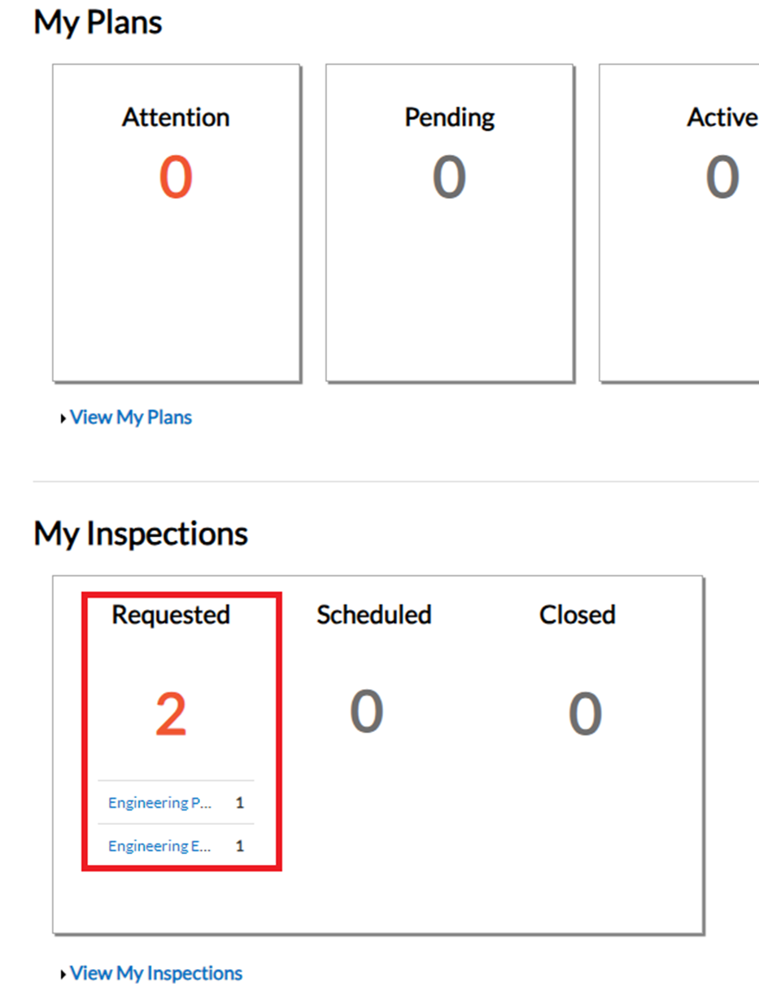 My Plans
Attention Pending Active
0 0 0
View My Plans
My Inspections
Requested Scheduled Closed
2 0 0
Engineering P... 1
Engineering E... 1
View My Inspections